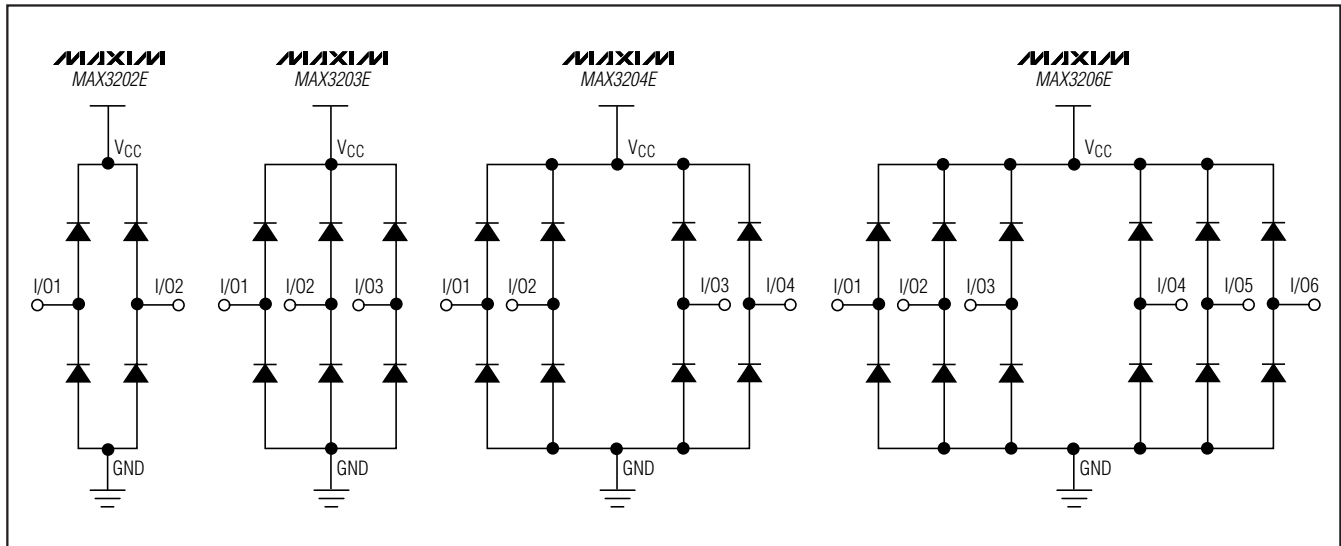 MAXIM
MAX3202E
VCC
I/O1
I/O2
GND
MAXIM
MAX3203E
VCC
I/O1
I/O2
I/O3
GND
MAXIM
MAX3204E
VCC
I/O1
I/O2
I/O3
I/O4
GND
MAXIM
MAX3206E
VCC
I/O1
I/O2
I/O3
I/O4
I/O5
I/O6
GND